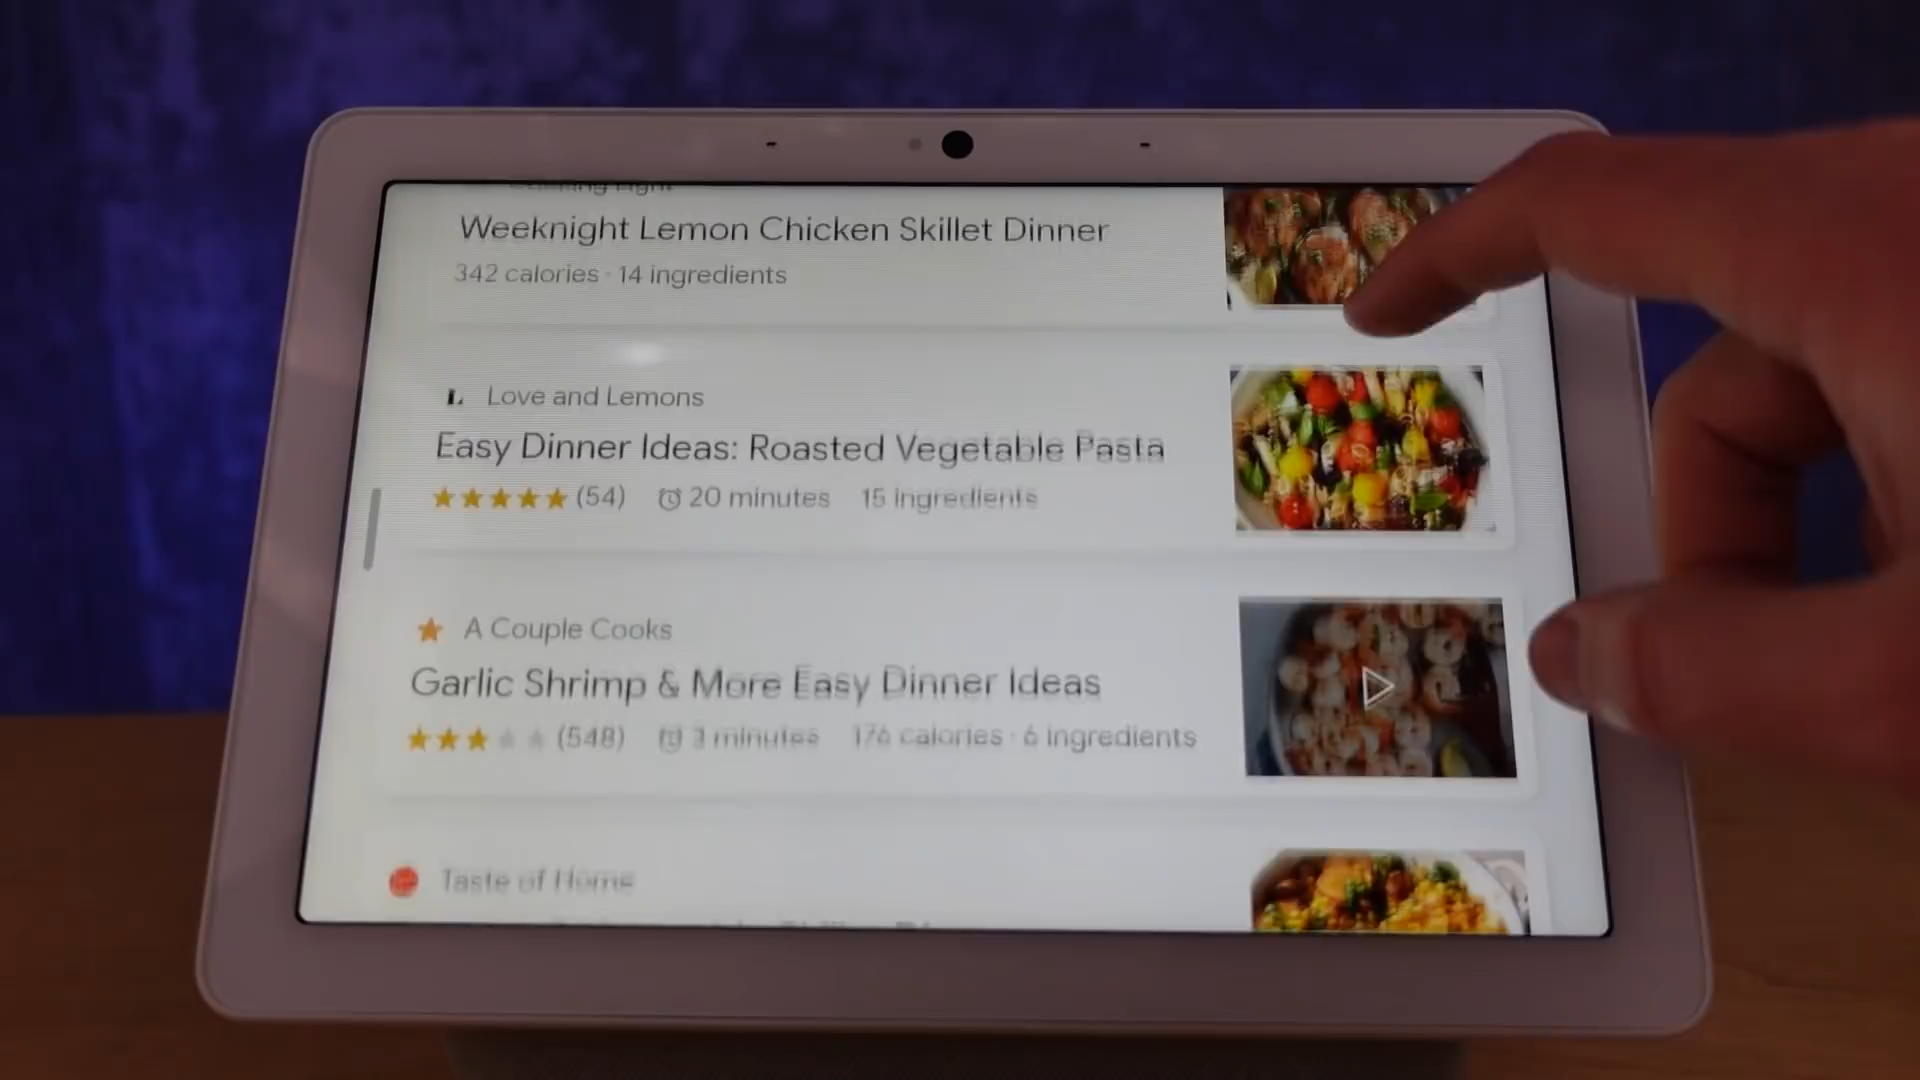 Weeknight Lemon Chicken Skillet Dinner
342 calories · 14 ingredients
L. Love and Lemons
Easy Dinner Ideas: Roasted Vegetable Pasta
(54) 20 minutes 15 ingredients
A Couple Cooks
Garlic Shrimp & More Easy Dinner Ideas
(548) 3 minutes 176 calories · 6 ingredients
Taste of Home